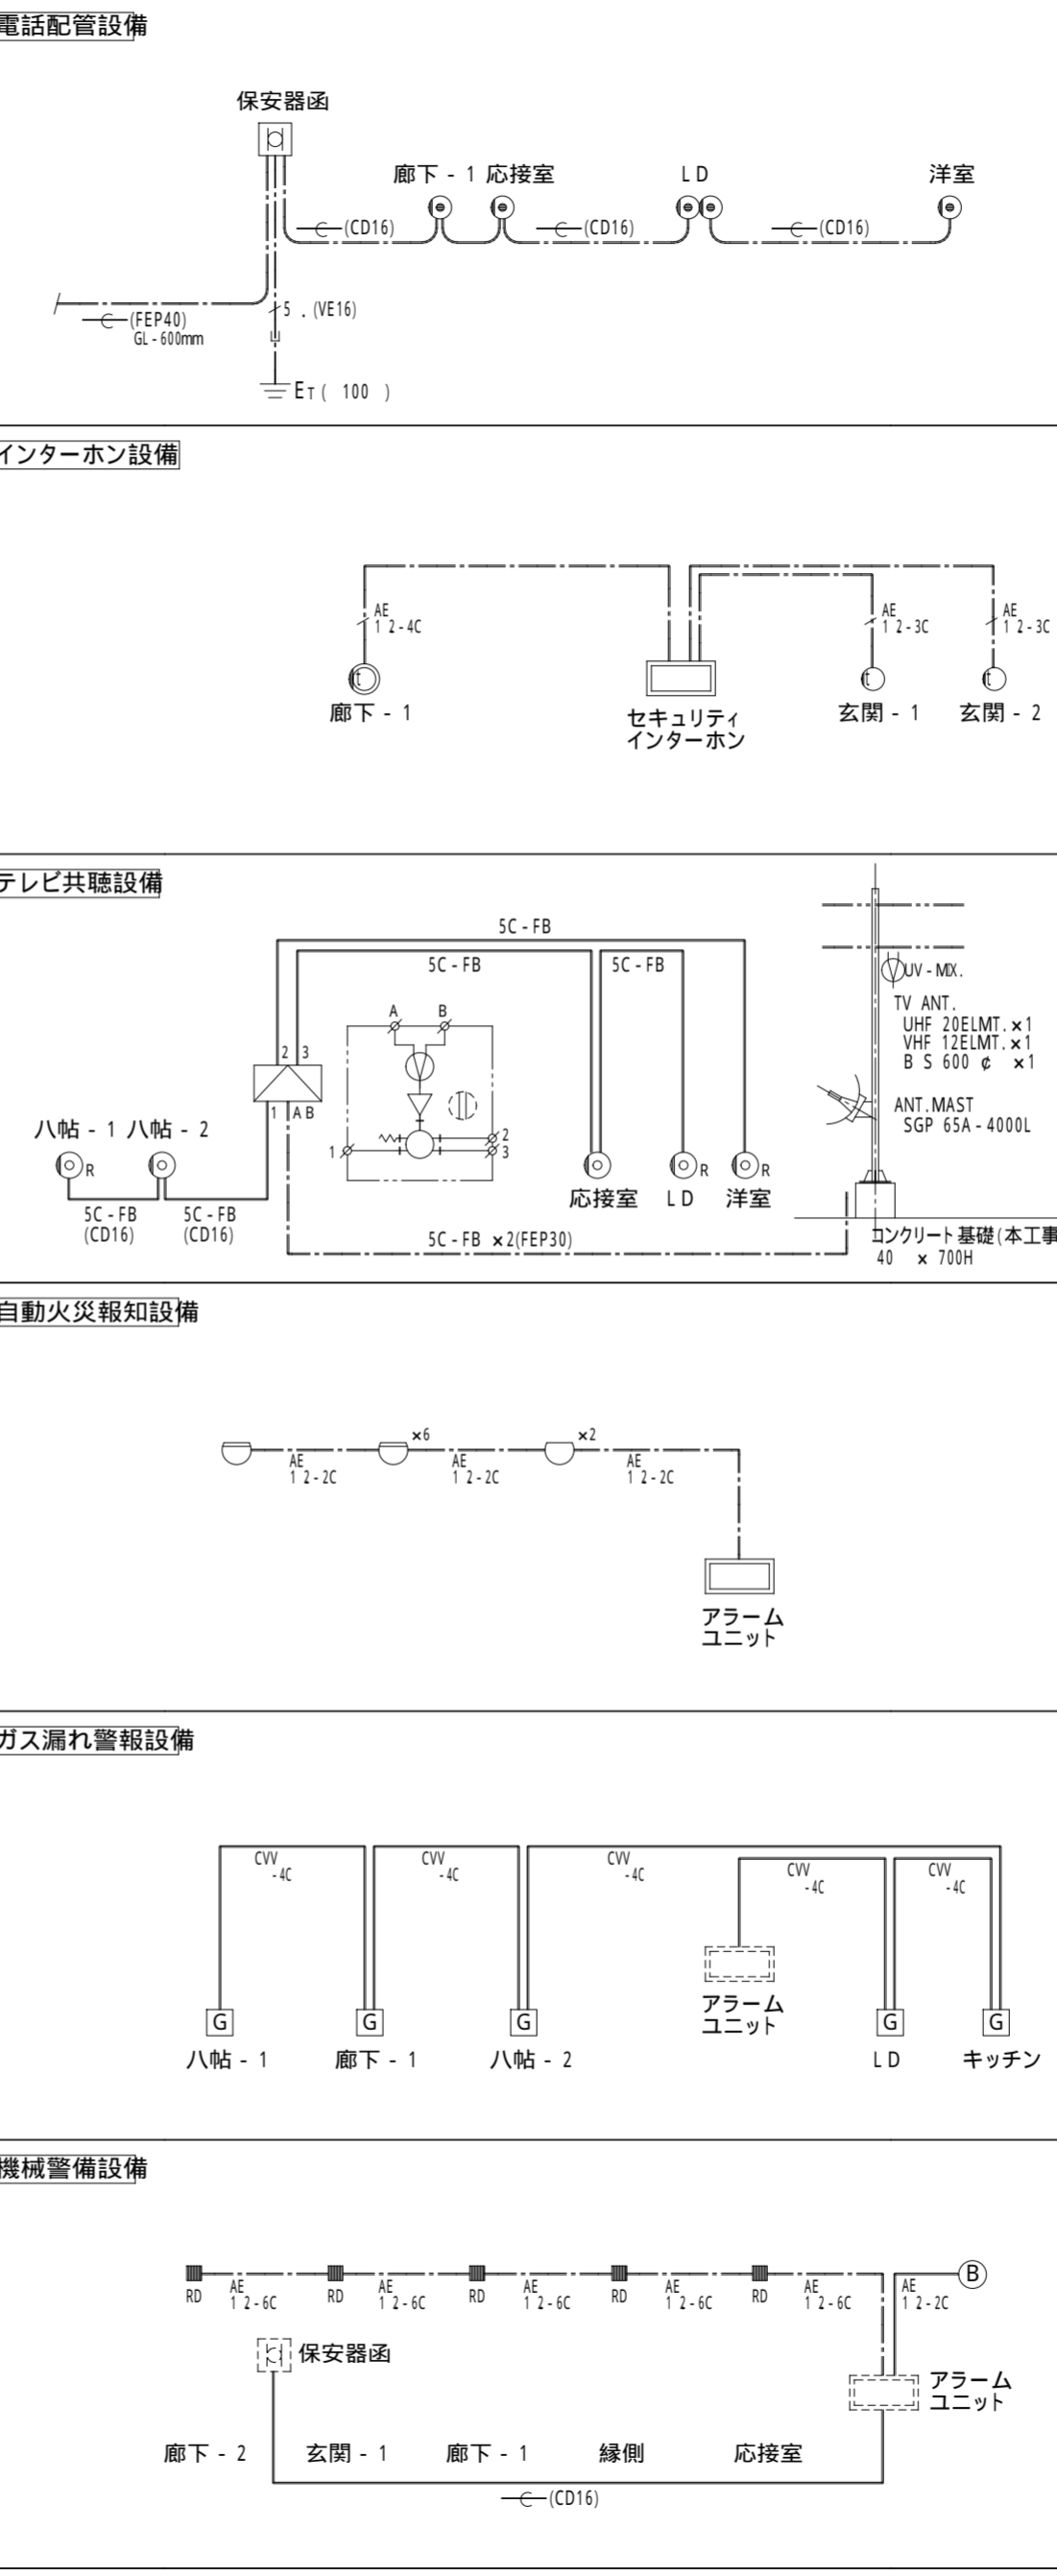 電話配管設備
保安器函
廊下 - 1 応接室 LD 洋室
(CD16) (CD16) (CD16)
5 . (VE16)
(FEP40)
GL - 600mm
ET ( 100 )
インターホン設備
AE
1 2 - 4C
AE
1 2 - 3C
AE
1 2 - 3C
t t t
廊下 - 1
セキュリティ
インターホン
玄関 - 1 玄関 - 2
テレビ共聴設備
5C - FB
5C - FB 5C - FB
UV - MIX.
TV ANT.
UHF 20ELMT. ×1
VHF 12ELMT. ×1
B S 600 ¢ ×1
ANT.MAST
SGP 65A - 4000L
A B
2 3
1 A B
1 2
3
八帖 - 1 八帖 - 2
R R R
応接室 LD 洋室
5C - FB
(CD16)
5C - FB
(CD16)
5C - FB ×2(FEP30)
コンクリート基礎(本工事
40 × 700H
自動火災報知設備
×6 ×2
AE
1 2 - 2C
AE
1 2 - 2C
AE
1 2 - 2C
アラーム
ユニット
ガス漏れ警報設備
CVV
- 4C
CVV
- 4C
CVV
- 4C
CVV
- 4C
CVV
- 4C
アラーム
ユニット
G G G G G
八帖 - 1 廊下 - 1 八帖 - 2 LD キッチン
機械警備設備
B
RD RD RD RD RD
AE
1 2 - 6C
AE
1 2 - 6C
AE
1 2 - 6C
AE
1 2 - 6C
AE
1 2 - 6C
AE
1 2 - 2C
保安器函
アラーム
ユニット
廊下 - 2 玄関 - 1 廊下 - 1 縁側 応接室
(CD16)